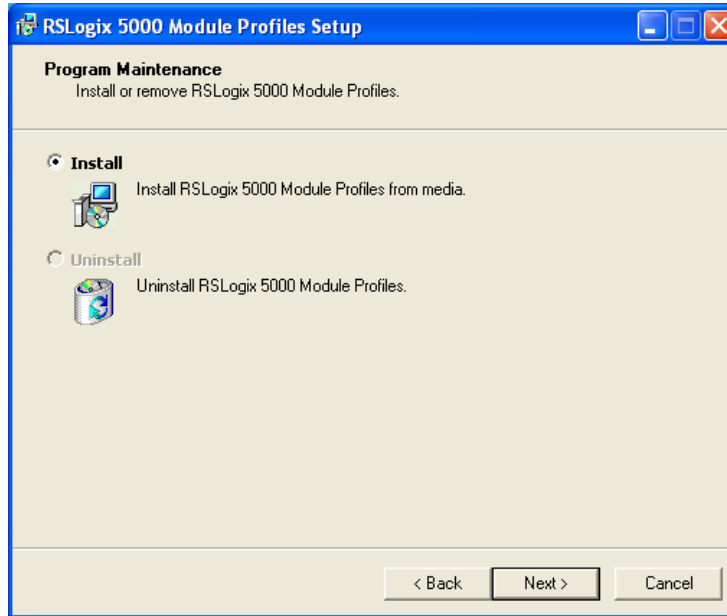 RSLogix 5000 Module Profiles Setup
Program Maintenance
Install or remove RSLogix 5000 Module Profiles.
Install
Install RSLogix 5000 Module Profiles from media.
Uninstall
Uninstall RSLogix 5000 Module Profiles.
< Back Next > Cancel